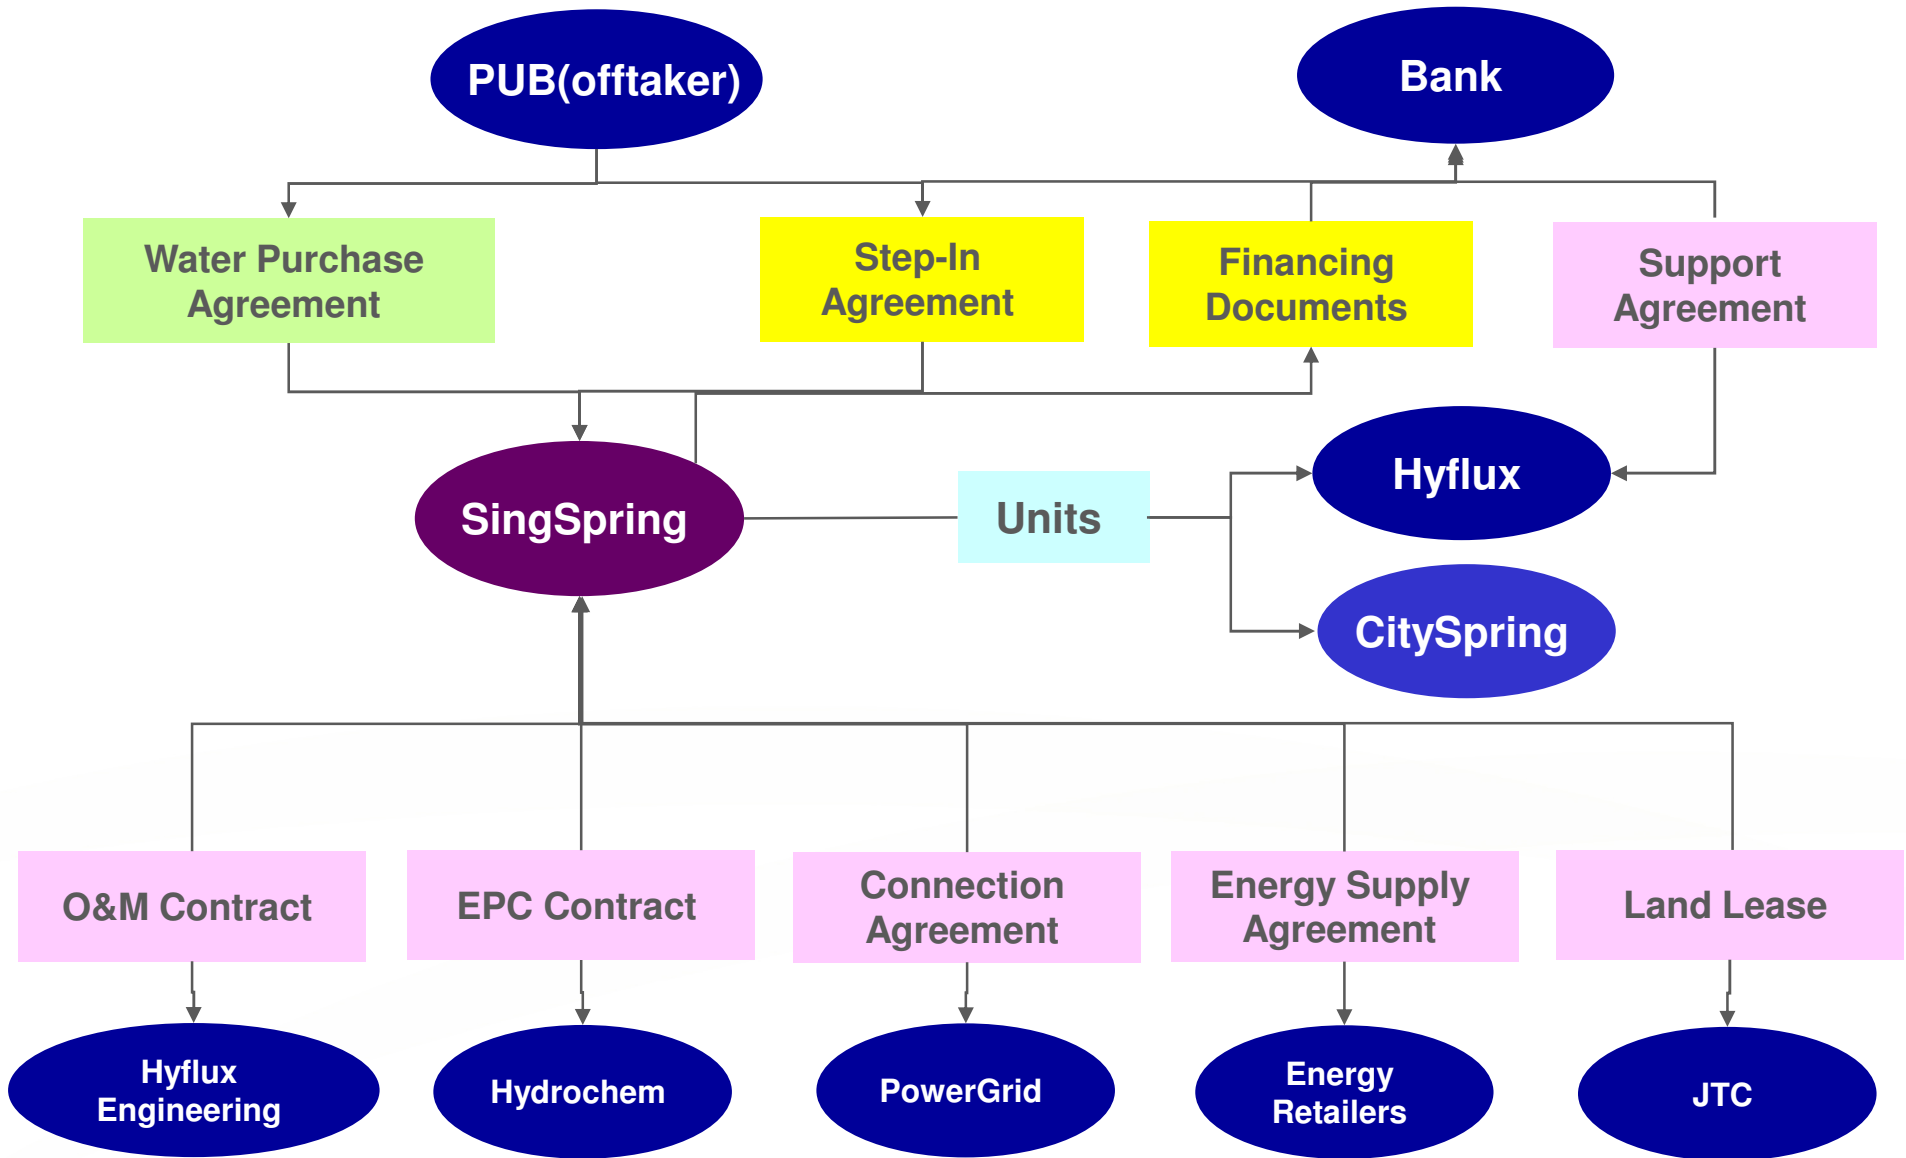 PUB(offtaker)
Bank
Water Purchase
Agreement
Step-In
Agreement
Financing
Documents
Support
Agreement
SingSpring
Units
Hyflux
CitySpring
O&M Contract
EPC Contract
Connection
Agreement
Energy Supply
Agreement
Land Lease
Hyflux
Engineering
Hydrochem
PowerGrid
Energy
Retailers
JTC